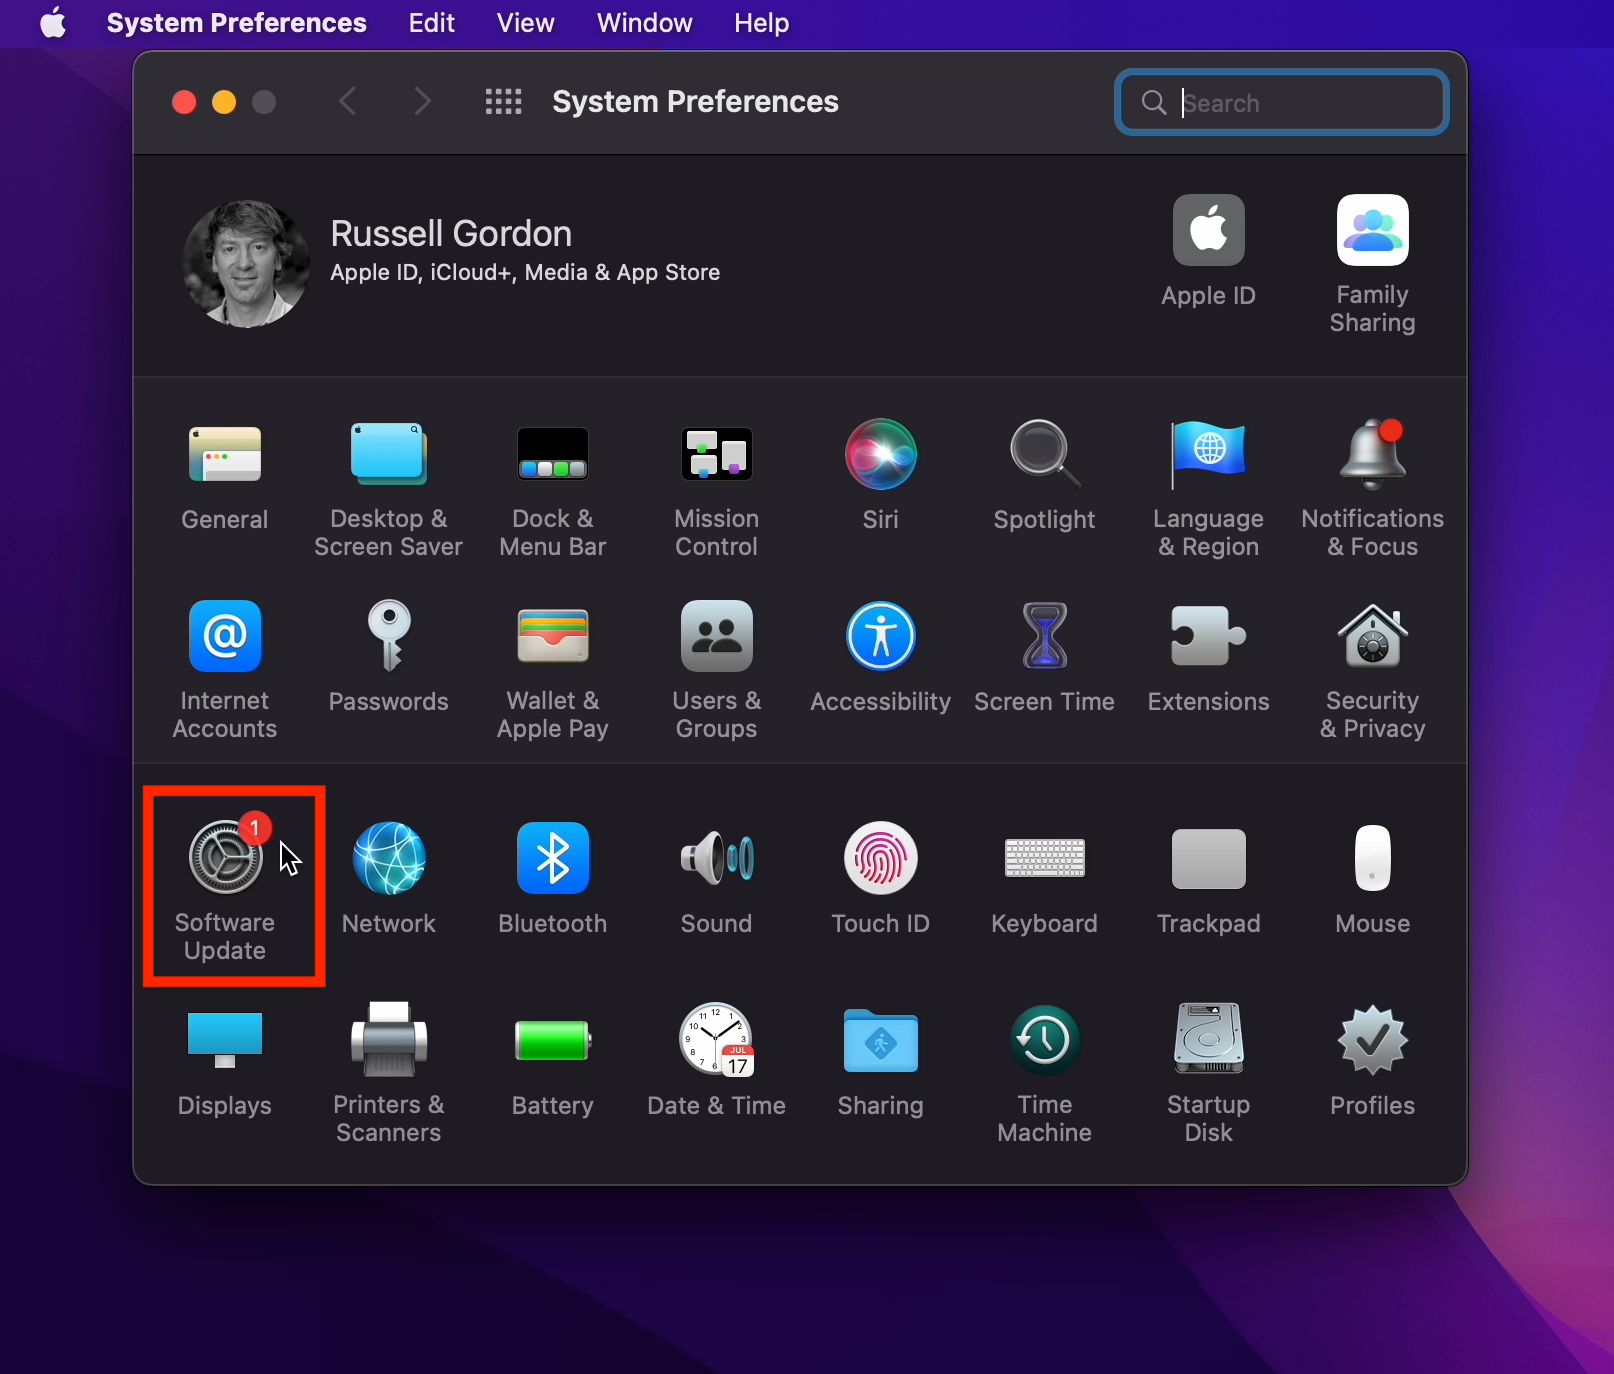 System Preferences Edit View Window Help
System Preferences
Search
Russell Gordon
Apple ID, iCloud+, Media & App Store
Apple ID
Family
Sharing
General
Desktop &
Screen Saver
Dock &
Menu Bar
Mission
Control
Siri
Spotlight
Language
& Region
Notifications
& Focus
Internet
Accounts
Passwords
Wallet &
Apple Pay
Users &
Groups
Accessibility
Screen Time
Extensions
Security
& Privacy
1
Software
Update
Network
Bluetooth
Sound
Touch ID
Keyboard
Trackpad
Mouse
Displays
Printers &
Scanners
Battery
JUL
17
Date & Time
Sharing
Time
Machine
Startup
Disk
Profiles